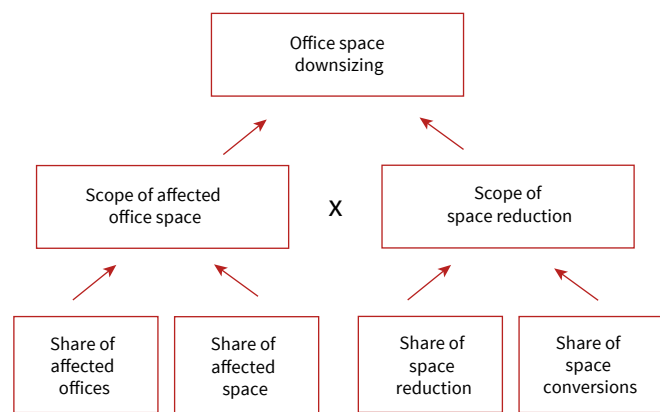 Office space
downsizing
Scope of affected
office space
X
Scope of
space reduction
Share of
affected
offices
Share of
affected
space
Share of
space
reduction
Share of
space
conversions